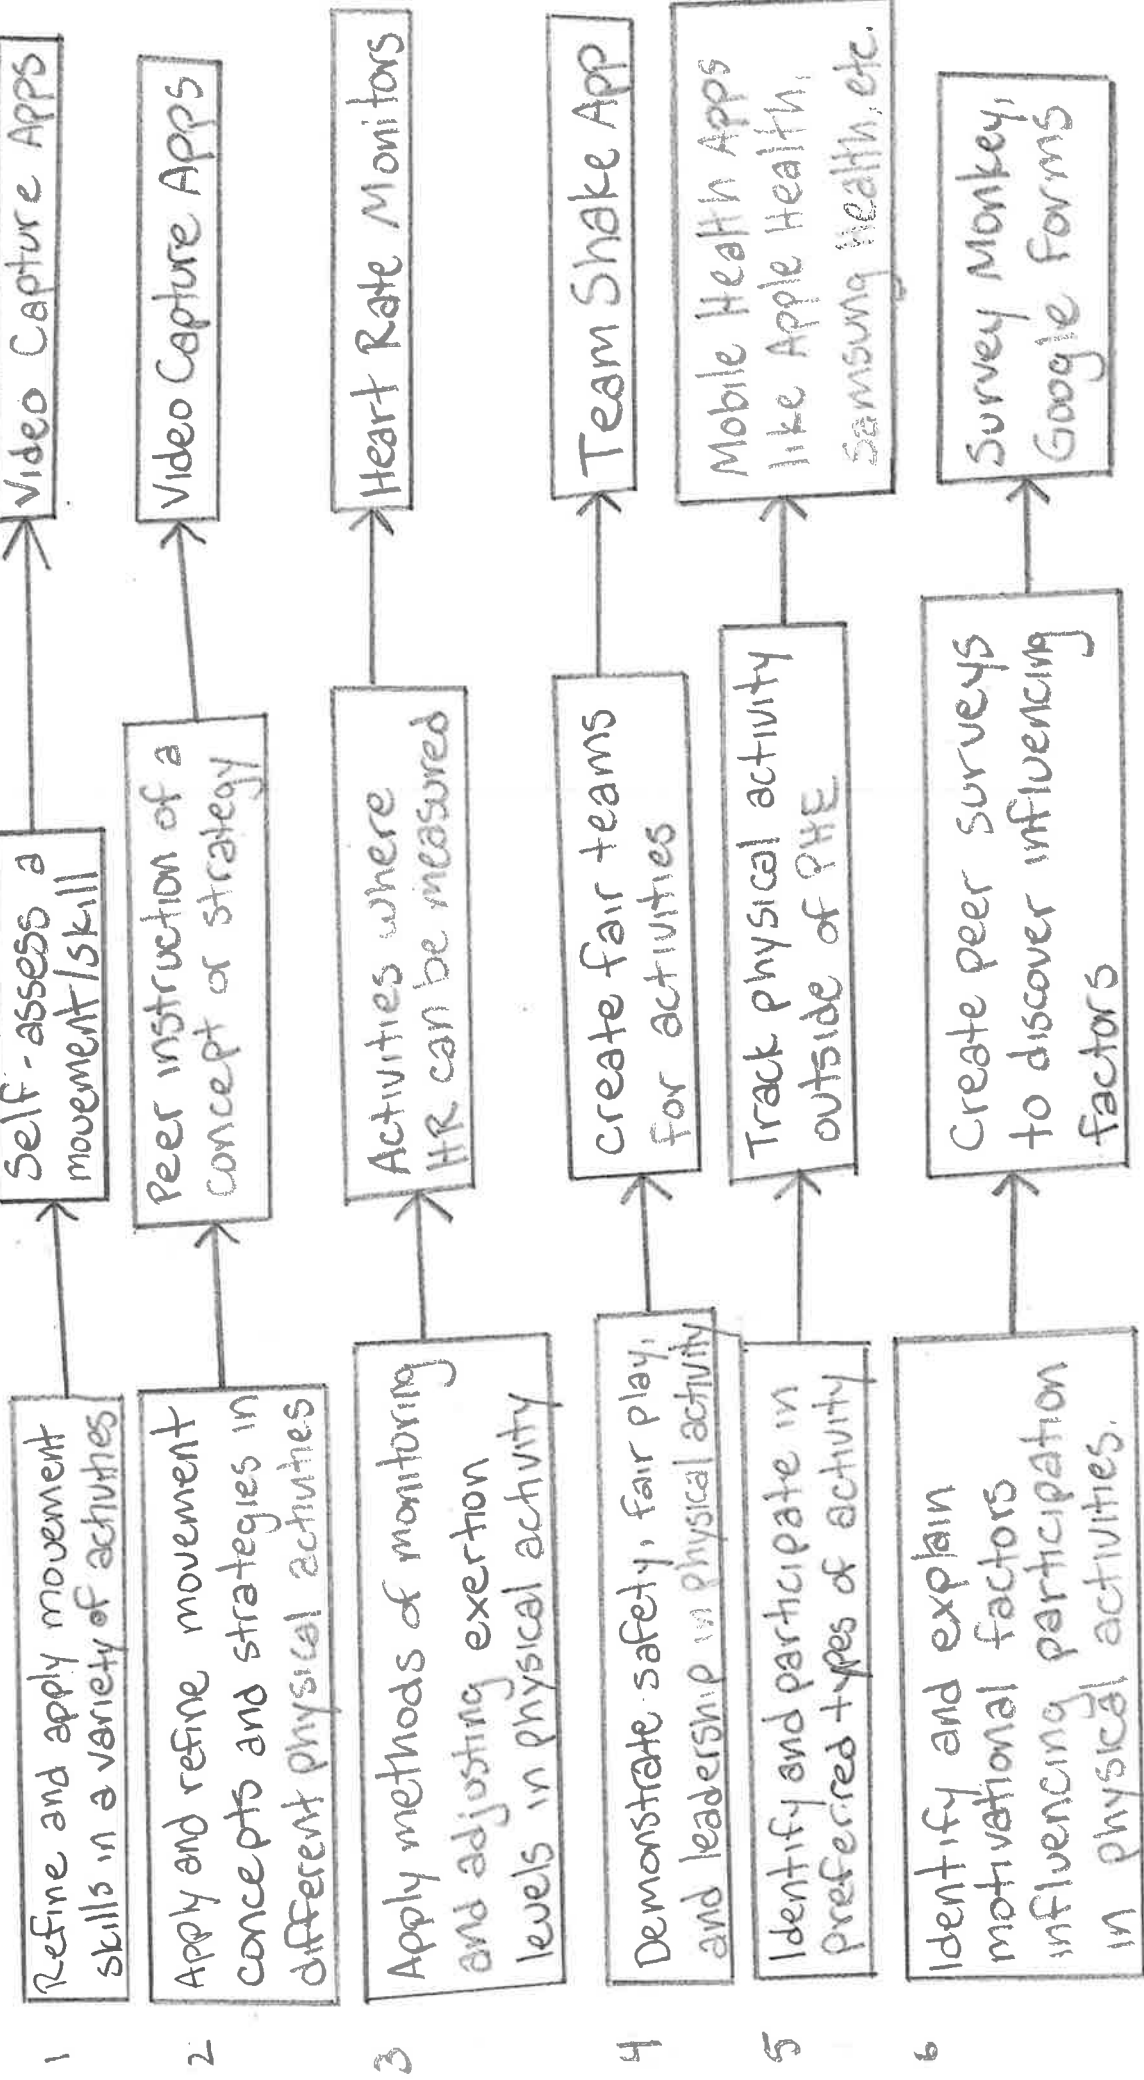 1
Refine and apply movement
skills in a variety of activities
Self-assess a
movement/skill
Video Capture Apps
2
Apply and refine movement
concepts and strategies in
different physical activities
Peer instruction of a
concept or strategy
Video Capture Apps
3
Apply methods of monitoring
and adjusting exertion
levels in physical activity
Activities where
HR can be measured
Heart Rate Monitors
4
Demonstrate safety, fair play,
and leadership in physical activity
Create fair teams
for activities
Team Shake App
5
Identify and participate in
preferred types of activity
Track physical activity
outside of PHE
Mobile Health Apps
like Apple Health,
Samsung Health, etc.
6
Identify and explain
motivational factors
influencing participation
in physical activities.
Create peer surveys
to discover influencing
factors
Survey Monkey,
Google Forms